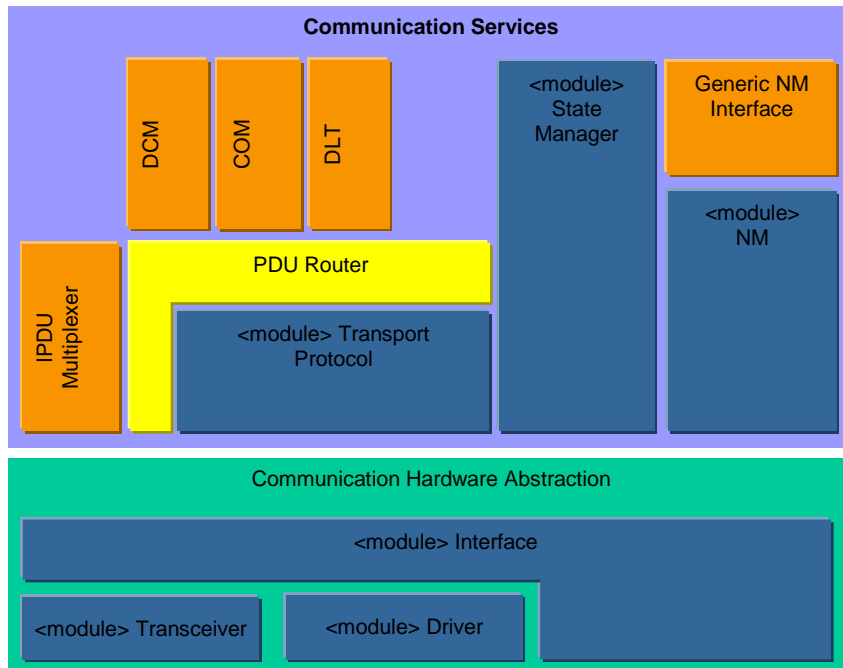 Communication Services
DCM
COM
DLT
<module>
State
Manager
Generic NM
Interface
<module>
NM
IPDU
Multiplexer
PDU Router
<module> Transport
Protocol
Communication Hardware Abstraction
<module> Interface
<module> Transceiver
<module> Driver